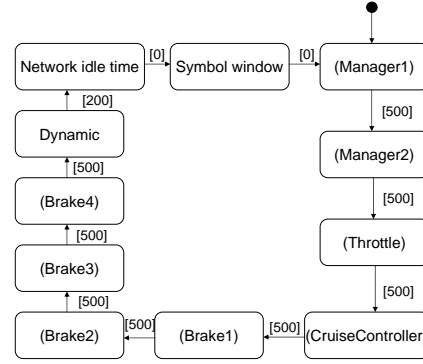 Network idle time
[0]
Symbol window
[0]
(Manager1)
[500]
(Manager2)
[500]
(Throttle)
[500]
(CruiseController)
[500]
(Brake1)
[500]
(Brake2)
[500]
(Brake3)
[500]
(Brake4)
[500]
Dynamic
[200]